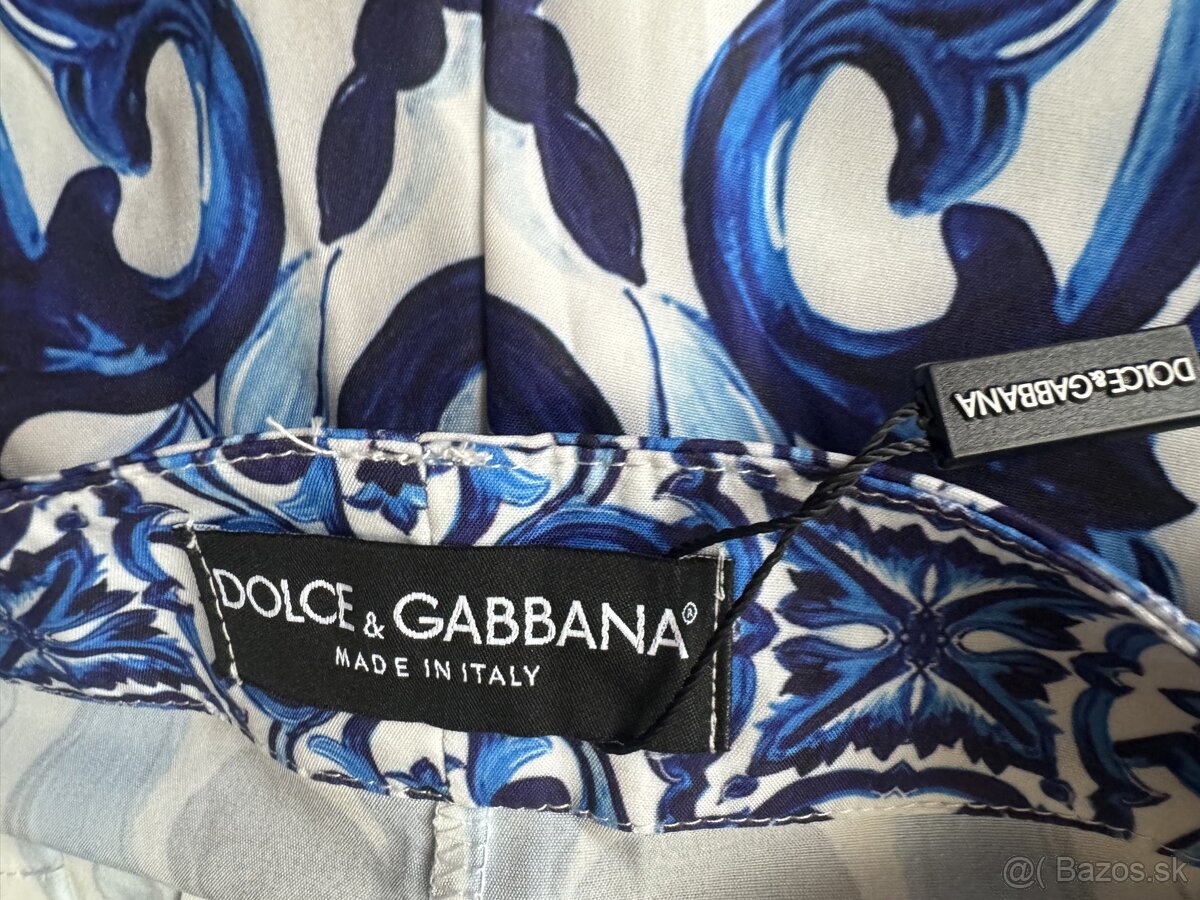 DOLCE&GABBANA
DOLCE & GABBANA®
MADE IN ITALY
@( Bazos.sk